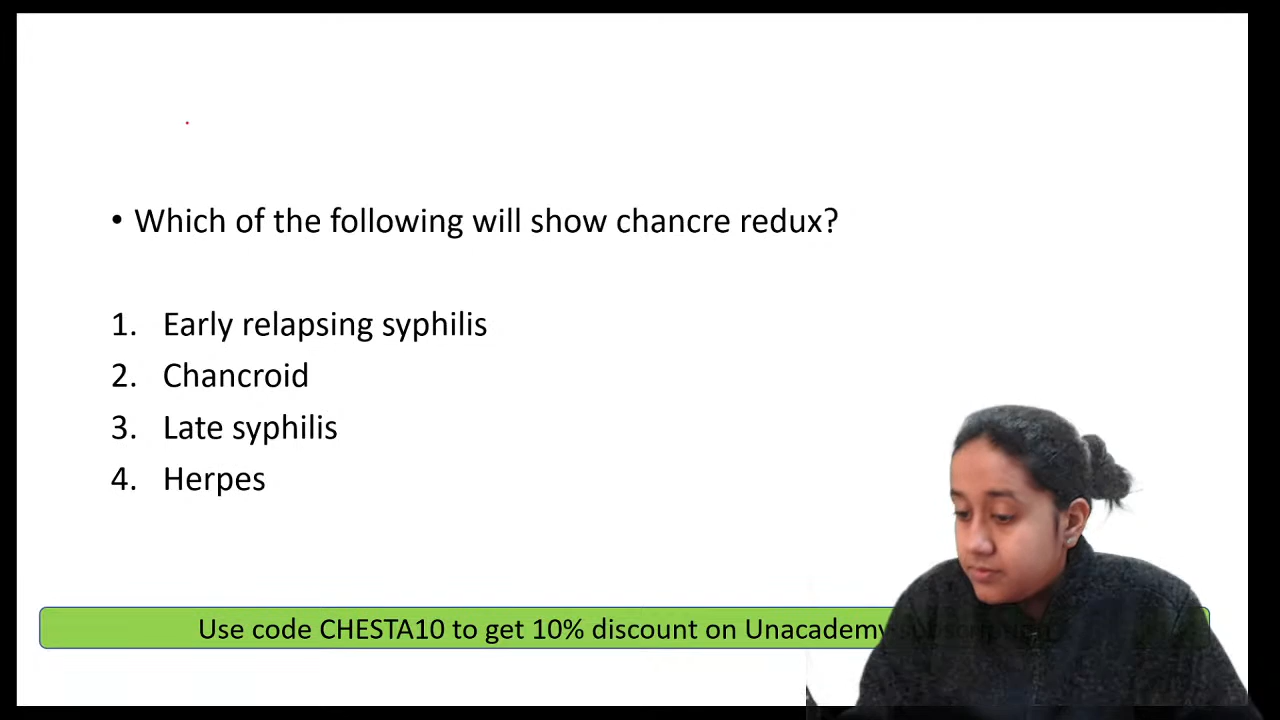 • Which of the following will show chancre redux?
1. Early relapsing syphilis
2. Chancroid
3. Late syphilis
4. Herpes
Use code CHESTA10 to get 10% discount on Unacademy